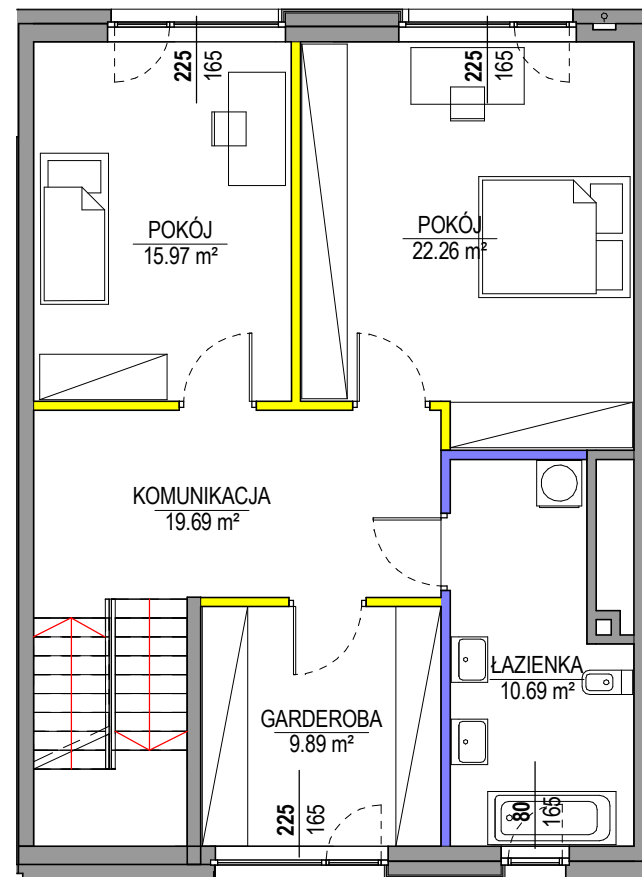 225
165
225
165
POKÓJ
15.97 m²
POKÓJ
22.26 m²
KOMUNIKACJA
19.69 m²
ŁAZIENKA
10.69 m²
GARDEROBA
9.89 m²
225
165
80
165